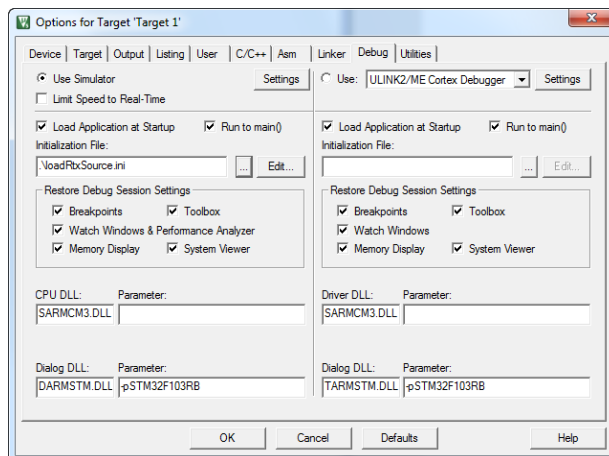 Options for Target 'Target 1'
Device Target Output Listing User C/C++ Asm Linker Debug Utilities
Use Simulator Settings
Limit Speed to Real-Time
Use: ULINK2/ME Cortex Debugger Settings
Load Application at Startup Run to main()
Initialization File:
.\loadRtxSource.ini ... Edit...
Load Application at Startup Run to main()
Initialization File:
... Edit...
Restore Debug Session Settings
Breakpoints Toolbox
Watch Windows & Performance Analyzer
Memory Display System Viewer
Restore Debug Session Settings
Breakpoints Toolbox
Watch Windows
Memory Display System Viewer
CPU DLL: Parameter:
SARMCM3.DLL
Driver DLL: Parameter:
SARMCM3.DLL
Dialog DLL: Parameter:
DARMSTM.DLL -pSTM32F103RB
Dialog DLL: Parameter:
TARMSTM.DLL -pSTM32F103RB
OK Cancel Defaults Help